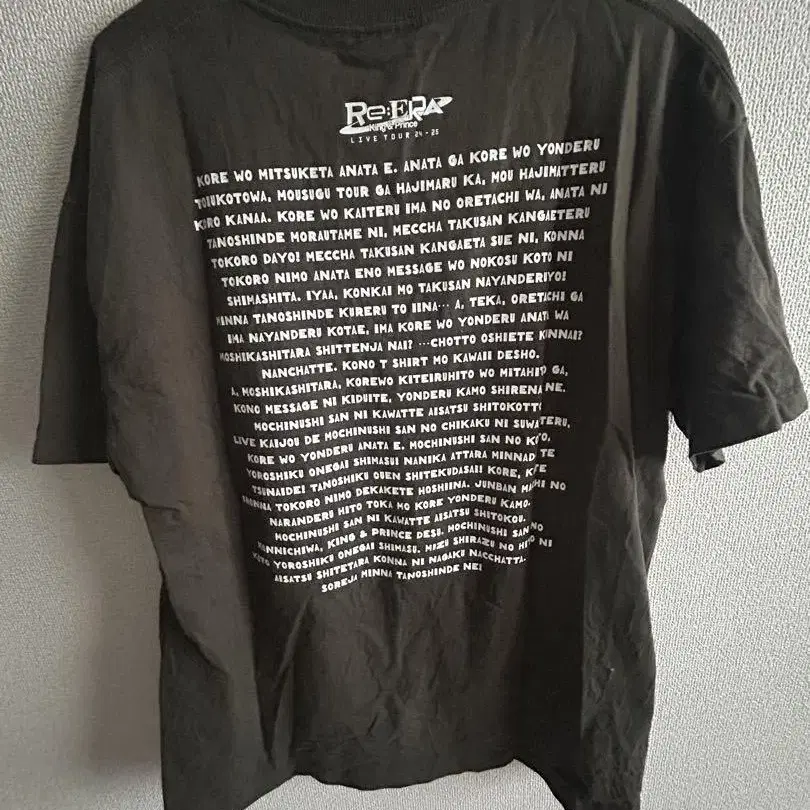 Re:ERA
King & Prince
LIVE TOUR 24-25
KORE WO MITSUKETA ANATA E. ANATA GA KORE WO YONDERU
TOIUKOTOWA, MOUSUGU TOUR GA HAJIMARU KA, MOU HAJIMATTERU
KORO KANAA. KORE WO KAITERU IMA NO ORETACHI WA, ANATA NI
TANOSHINDE MORAUTAME NI, MECCHA TAKUSAN KANGAETERU
TOKORO DAYO! MECCHA TAKUSAN KANGAETA SUE NI, KONNA
TOKORO NIMO ANATA ENO MESSAGE WO NOKOSU KOTO NI
SHIMASHITA. IYAA, KONKAI MO TAKUSAN NAYANDERIYO!
MINNA TANOSHINDE KURERU TO IINA… A, TEKA, ORETACHI GA
IMA NAYANDERU KOTAE, IMA KORE WO YONDERU ANATA WA
MOSHIKASHITARA SHITTENJA NAI? …CHOTTO OSHIETE KUNNAI?
NANCHATTE. KONO T SHIRT MO KAWAII DESHO.
A, MOSHIKASHITARA, KOREWO KITEIRUHITO WO MITAHITO GA,
KONO MESSAGE NI KIDUITE, YONDERU KAMO SHIRENAINE.
MOCHINUSHI SAN NI KAWATTE AISATSU SHITOKOTTO
LIVE KAIJOU DE MOCHINUSHI SAN NO CHIKAKU NI SUWATTERU,
KORE WO YONDERU ANATA E. MOCHINUSHI SAN NO KOTO,
YOROSHIKU ONEGAI SHIMASU! NANIKA ATTARA MINNADE TE
TSUNAIDE! TANOSHIKU OUEN SHITEKUDASAI! KORE, KITE
IRONNA TOKORO NIMO DEKAKETE HOSHIINA. JUNBAN MACHI NO
NARANDERU HITO TOKA MO KORE YONDERU KAMO.
MOCHINUSHI SAN NI KAWATTE AISATSU SHITOKOU.
KONNICHIWA, KING & PRINCE DESU. MOCHINUSHI SAN NO
KOTO YOROSHIKU ONEGAI SHIMASU. MIZU SHIRAZU NO HITO NI
AISATSU SHITETARA KONNA NI NAGAKU NACCHATTA.
SOREJA MINNA TANOSHINDE NE!